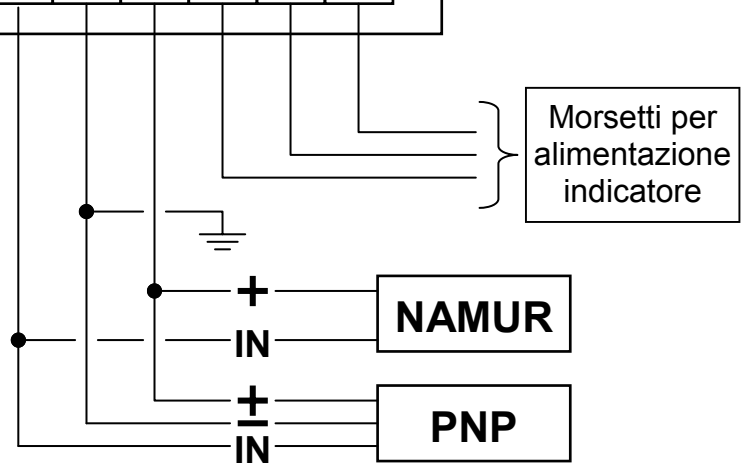 Morsetti per
alimentazione
indicatore
+
IN
NAMUR
+
−
IN
PNP